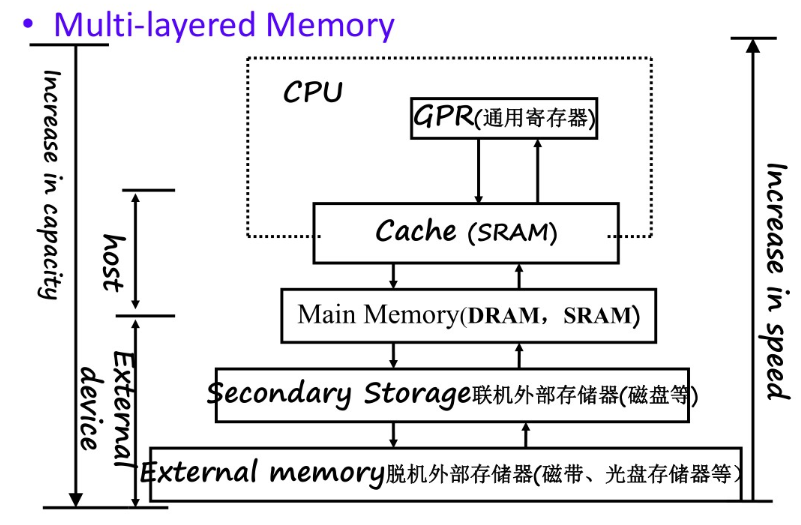 • Multi-layered Memory
Increase in capacity
CPU
GPR(通用寄存器)
Cache (SRAM)
host
Main Memory(DRAM，SRAM)
Increase in speed
External
device
Secondary Storage联机外部存储器(磁盘等)
External memory脱机外部存储器(磁带、光盘存储器等)